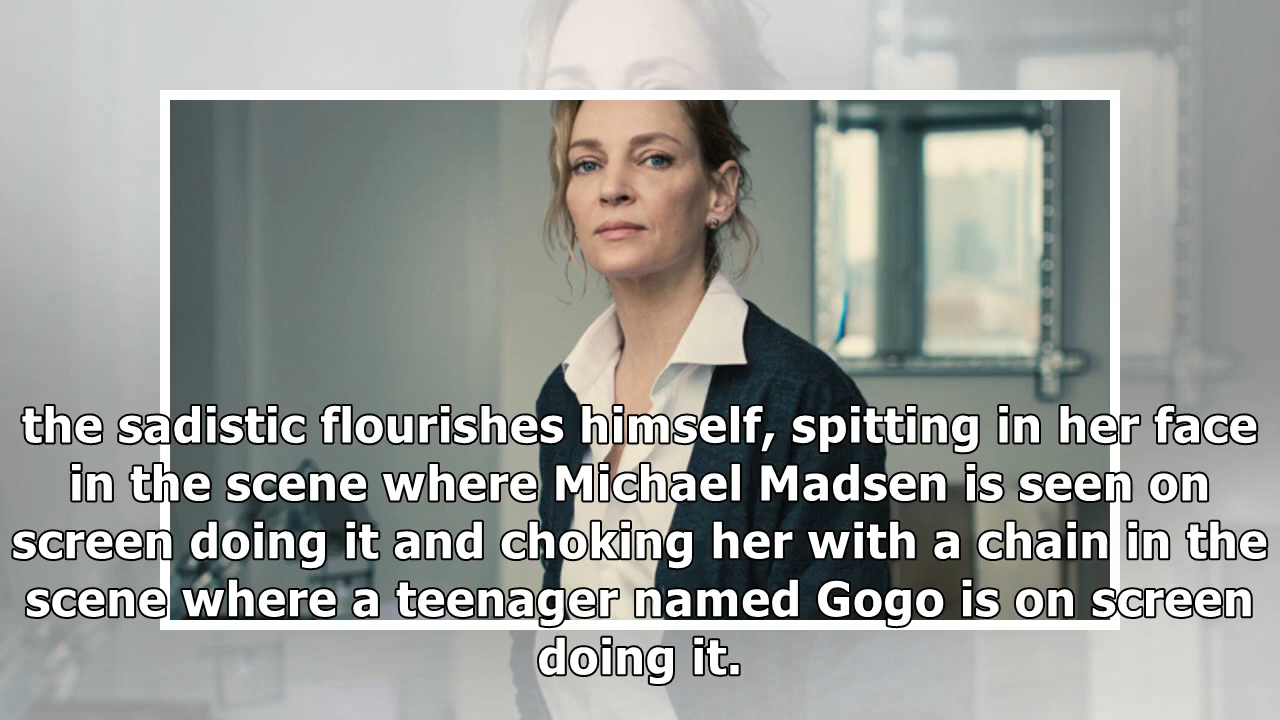 the sadistic flourishes himself, spitting in her face
in the scene where Michael Madsen is seen on
screen doing it and choking her with a chain in the
scene where a teenager named Gogo is on screen
doing it.